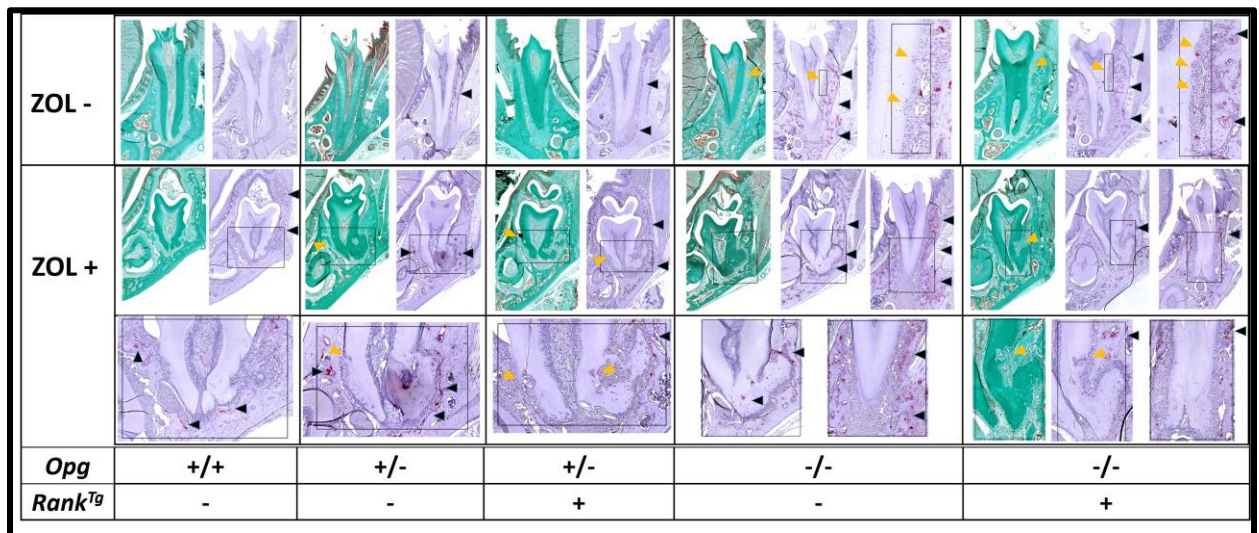 ZOL -
ZOL +
Opg +/+ +/- +/- -/- -/-
Rank^Tg - - + - +